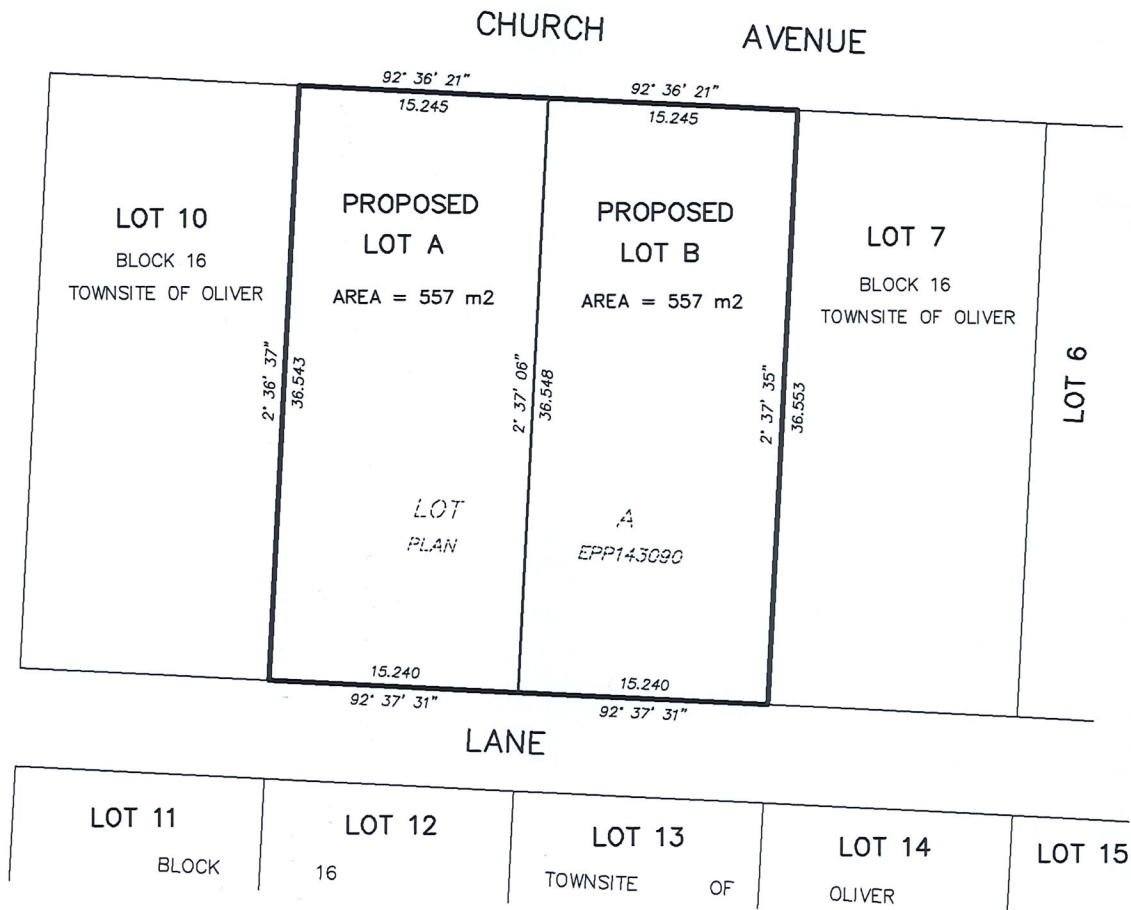 CHURCH AVENUE
92° 36' 21"
15.245
92° 36' 21"
15.245
LOT 10
BLOCK 16
TOWNSITE OF OLIVER
PROPOSED
LOT A
AREA = 557 m2
PROPOSED
LOT B
AREA = 557 m2
LOT 7
BLOCK 16
TOWNSITE OF OLIVER
LOT 6
2° 36' 37"
36.543
2° 37' 06"
36.548
2° 37' 35"
36.553
LOT A
PLAN EPP143090
15.240
92° 37' 31"
15.240
92° 37' 31"
LANE
LOT 11
LOT 12
LOT 13
LOT 14
LOT 15
BLOCK 16 TOWNSITE OF OLIVER